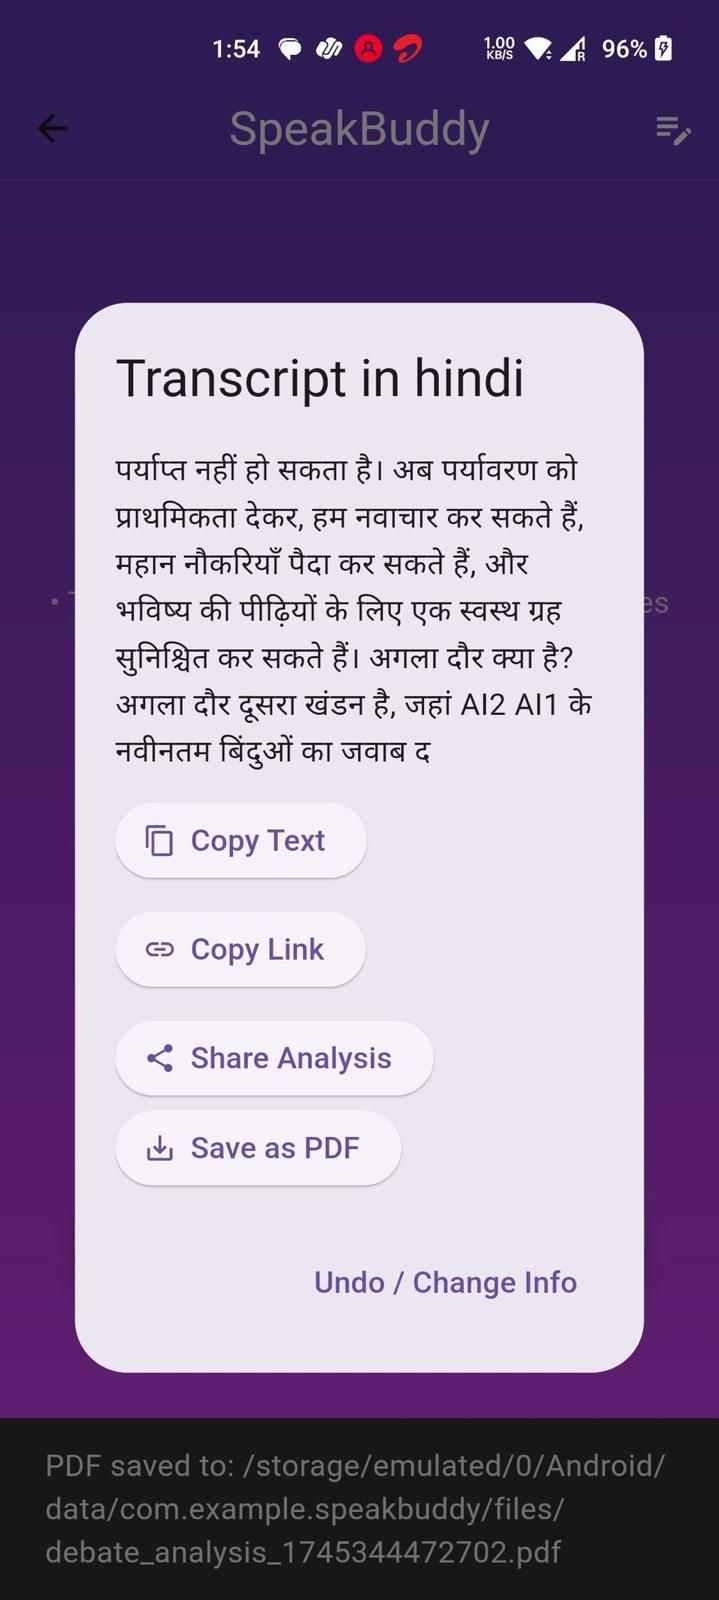 1:54
1.00
KB/S
R
96%
SpeakBuddy
Transcript in hindi
पर्याप्त नहीं हो सकता है। अब पर्यावरण को
प्राथमिकता देकर, हम नवाचार कर सकते हैं,
महान नौकरियाँ पैदा कर सकते हैं, और
भविष्य की पीढ़ियों के लिए एक स्वस्थ ग्रह
es
सुनिश्चित कर सकते हैं। अगला दौर क्या है?
अगला दौर दूसरा खंडन है, जहां AI2 AI1 के
नवीनतम बिंदुओं का जवाब द
Copy Text
Copy Link
Share Analysis
Save as PDF
Undo / Change Info
PDF saved to: /storage/emulated/0/Android/
data/com.example.speakbuddy/files/
debate_analysis_1745344472702.pdf